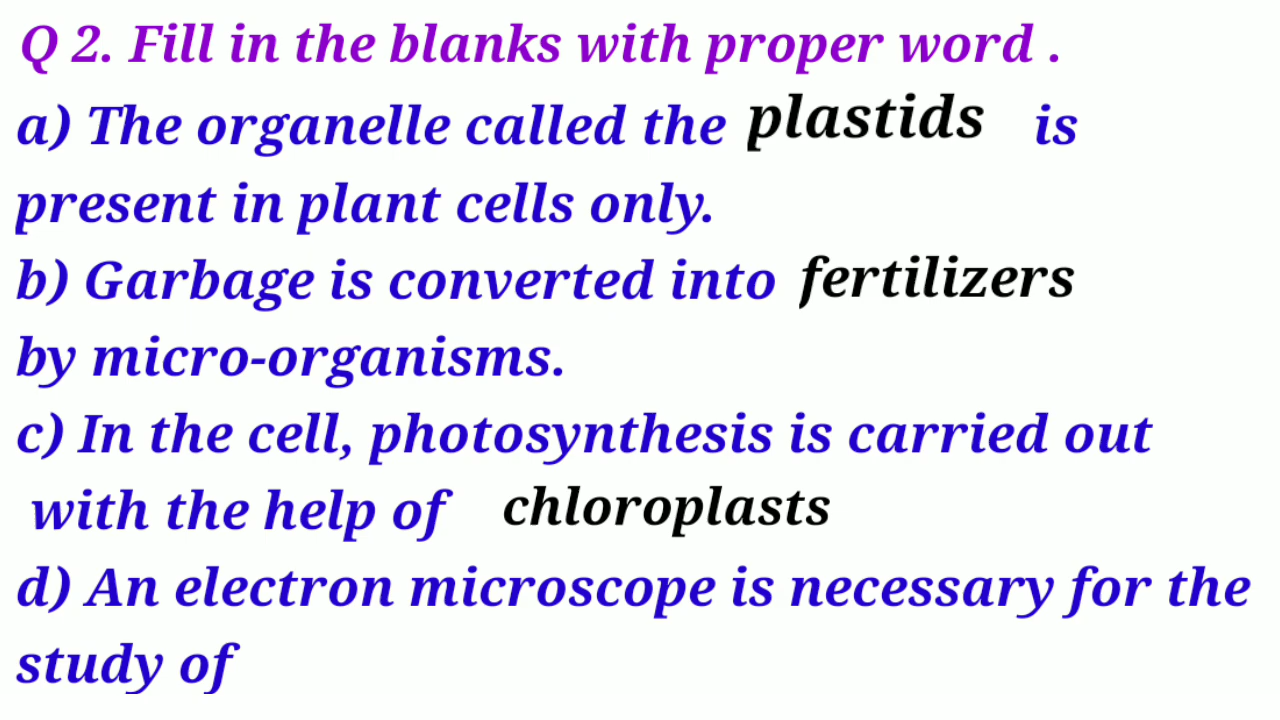 Q 2. Fill in the blanks with proper word .
a) The organelle called the plastids is
present in plant cells only.
b) Garbage is converted into fertilizers
by micro-organisms.
c) In the cell, photosynthesis is carried out
with the help of chloroplasts
d) An electron microscope is necessary for the
study of